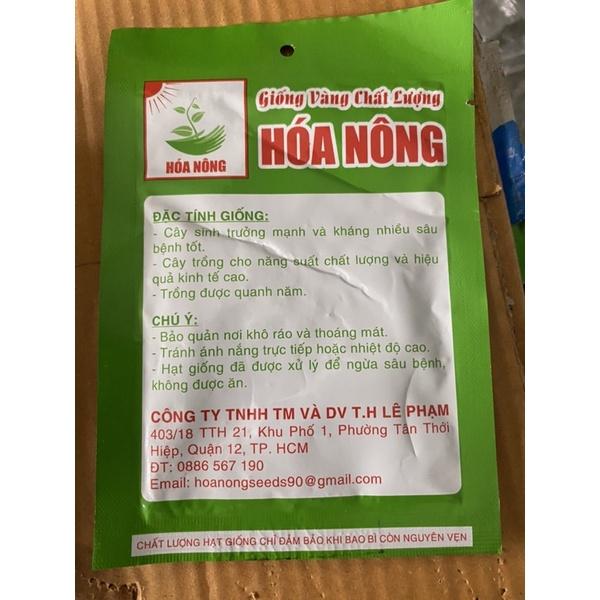 Giống Vàng Chất Lượng
HÓA NÔNG
HÓA NÔNG
ĐẶC TÍNH GIỐNG:
- Cây sinh trưởng mạnh và kháng nhiều sâu
bệnh tốt.
- Cây trồng cho năng suất chất lượng và hiệu
quả kinh tế cao.
- Trồng được quanh năm.
CHÚ Ý:
- Bảo quản nơi khô ráo và thoáng mát.
- Tránh ánh nắng trực tiếp hoặc nhiệt độ cao.
- Hạt giống đã được xử lý để ngừa sâu bệnh,
không được ăn.
CÔNG TY TNHH TM VÀ DV T.H LÊ PHẠM
403/18 TTH 21, Khu Phố 1, Phường Tân Thới
Hiệp, Quận 12, TP. HCM
ĐT: 0886 567 190
Email: hoanongseeds90@gmail.com
CHẤT LƯỢNG HẠT GIỐNG CHỈ ĐẢM BẢO KHI BAO BÌ CÒN NGUYÊN VẸN